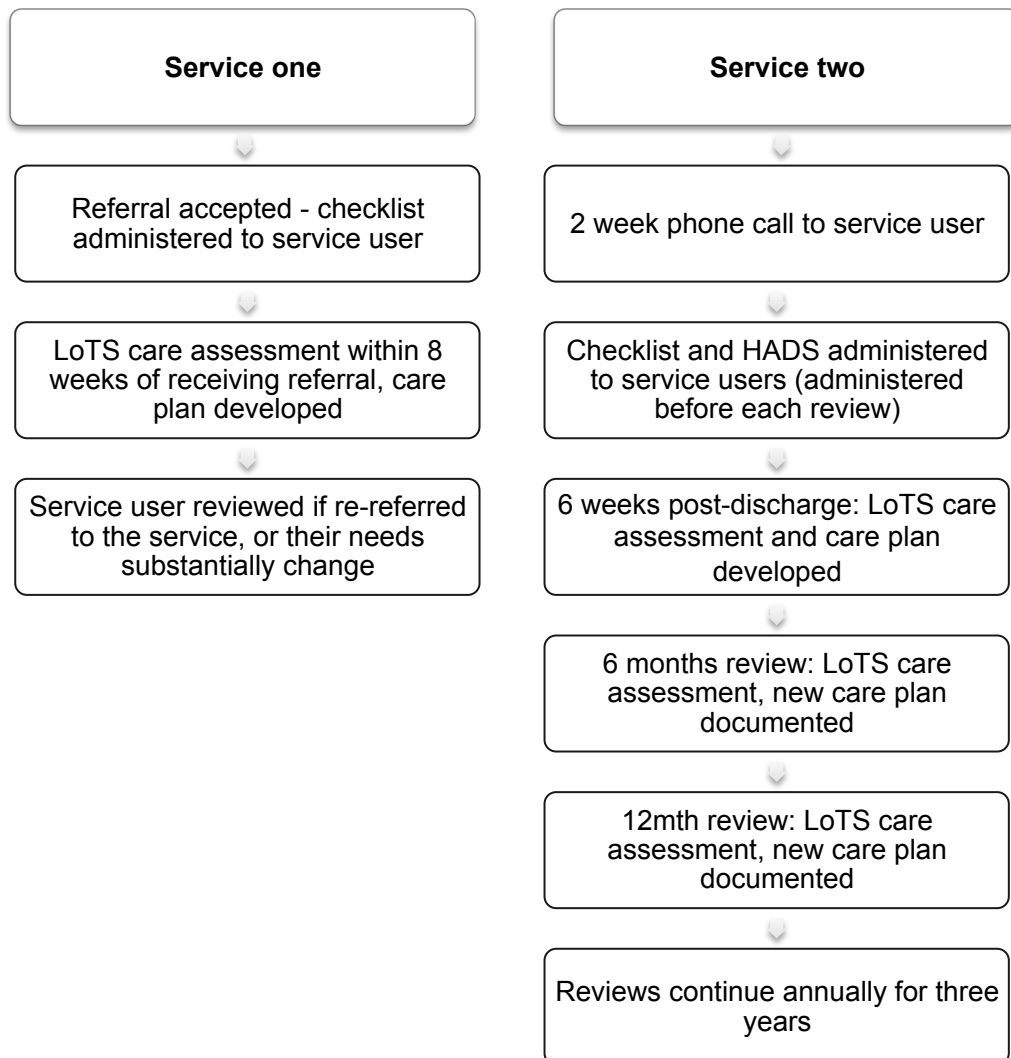 Service one
Referral accepted - checklist
administered to service user
LoTS care assessment within 8
weeks of receiving referral, care
plan developed
Service user reviewed if re-referred
to the service, or their needs
substantially change
Service two
2 week phone call to service user
Checklist and HADS administered
to service users (administered
before each review)
6 weeks post-discharge: LoTS care
assessment and care plan
developed
6 months review: LoTS care
assessment, new care plan
documented
12mth review: LoTS care
assessment, new care plan
documented
Reviews continue annually for three
years